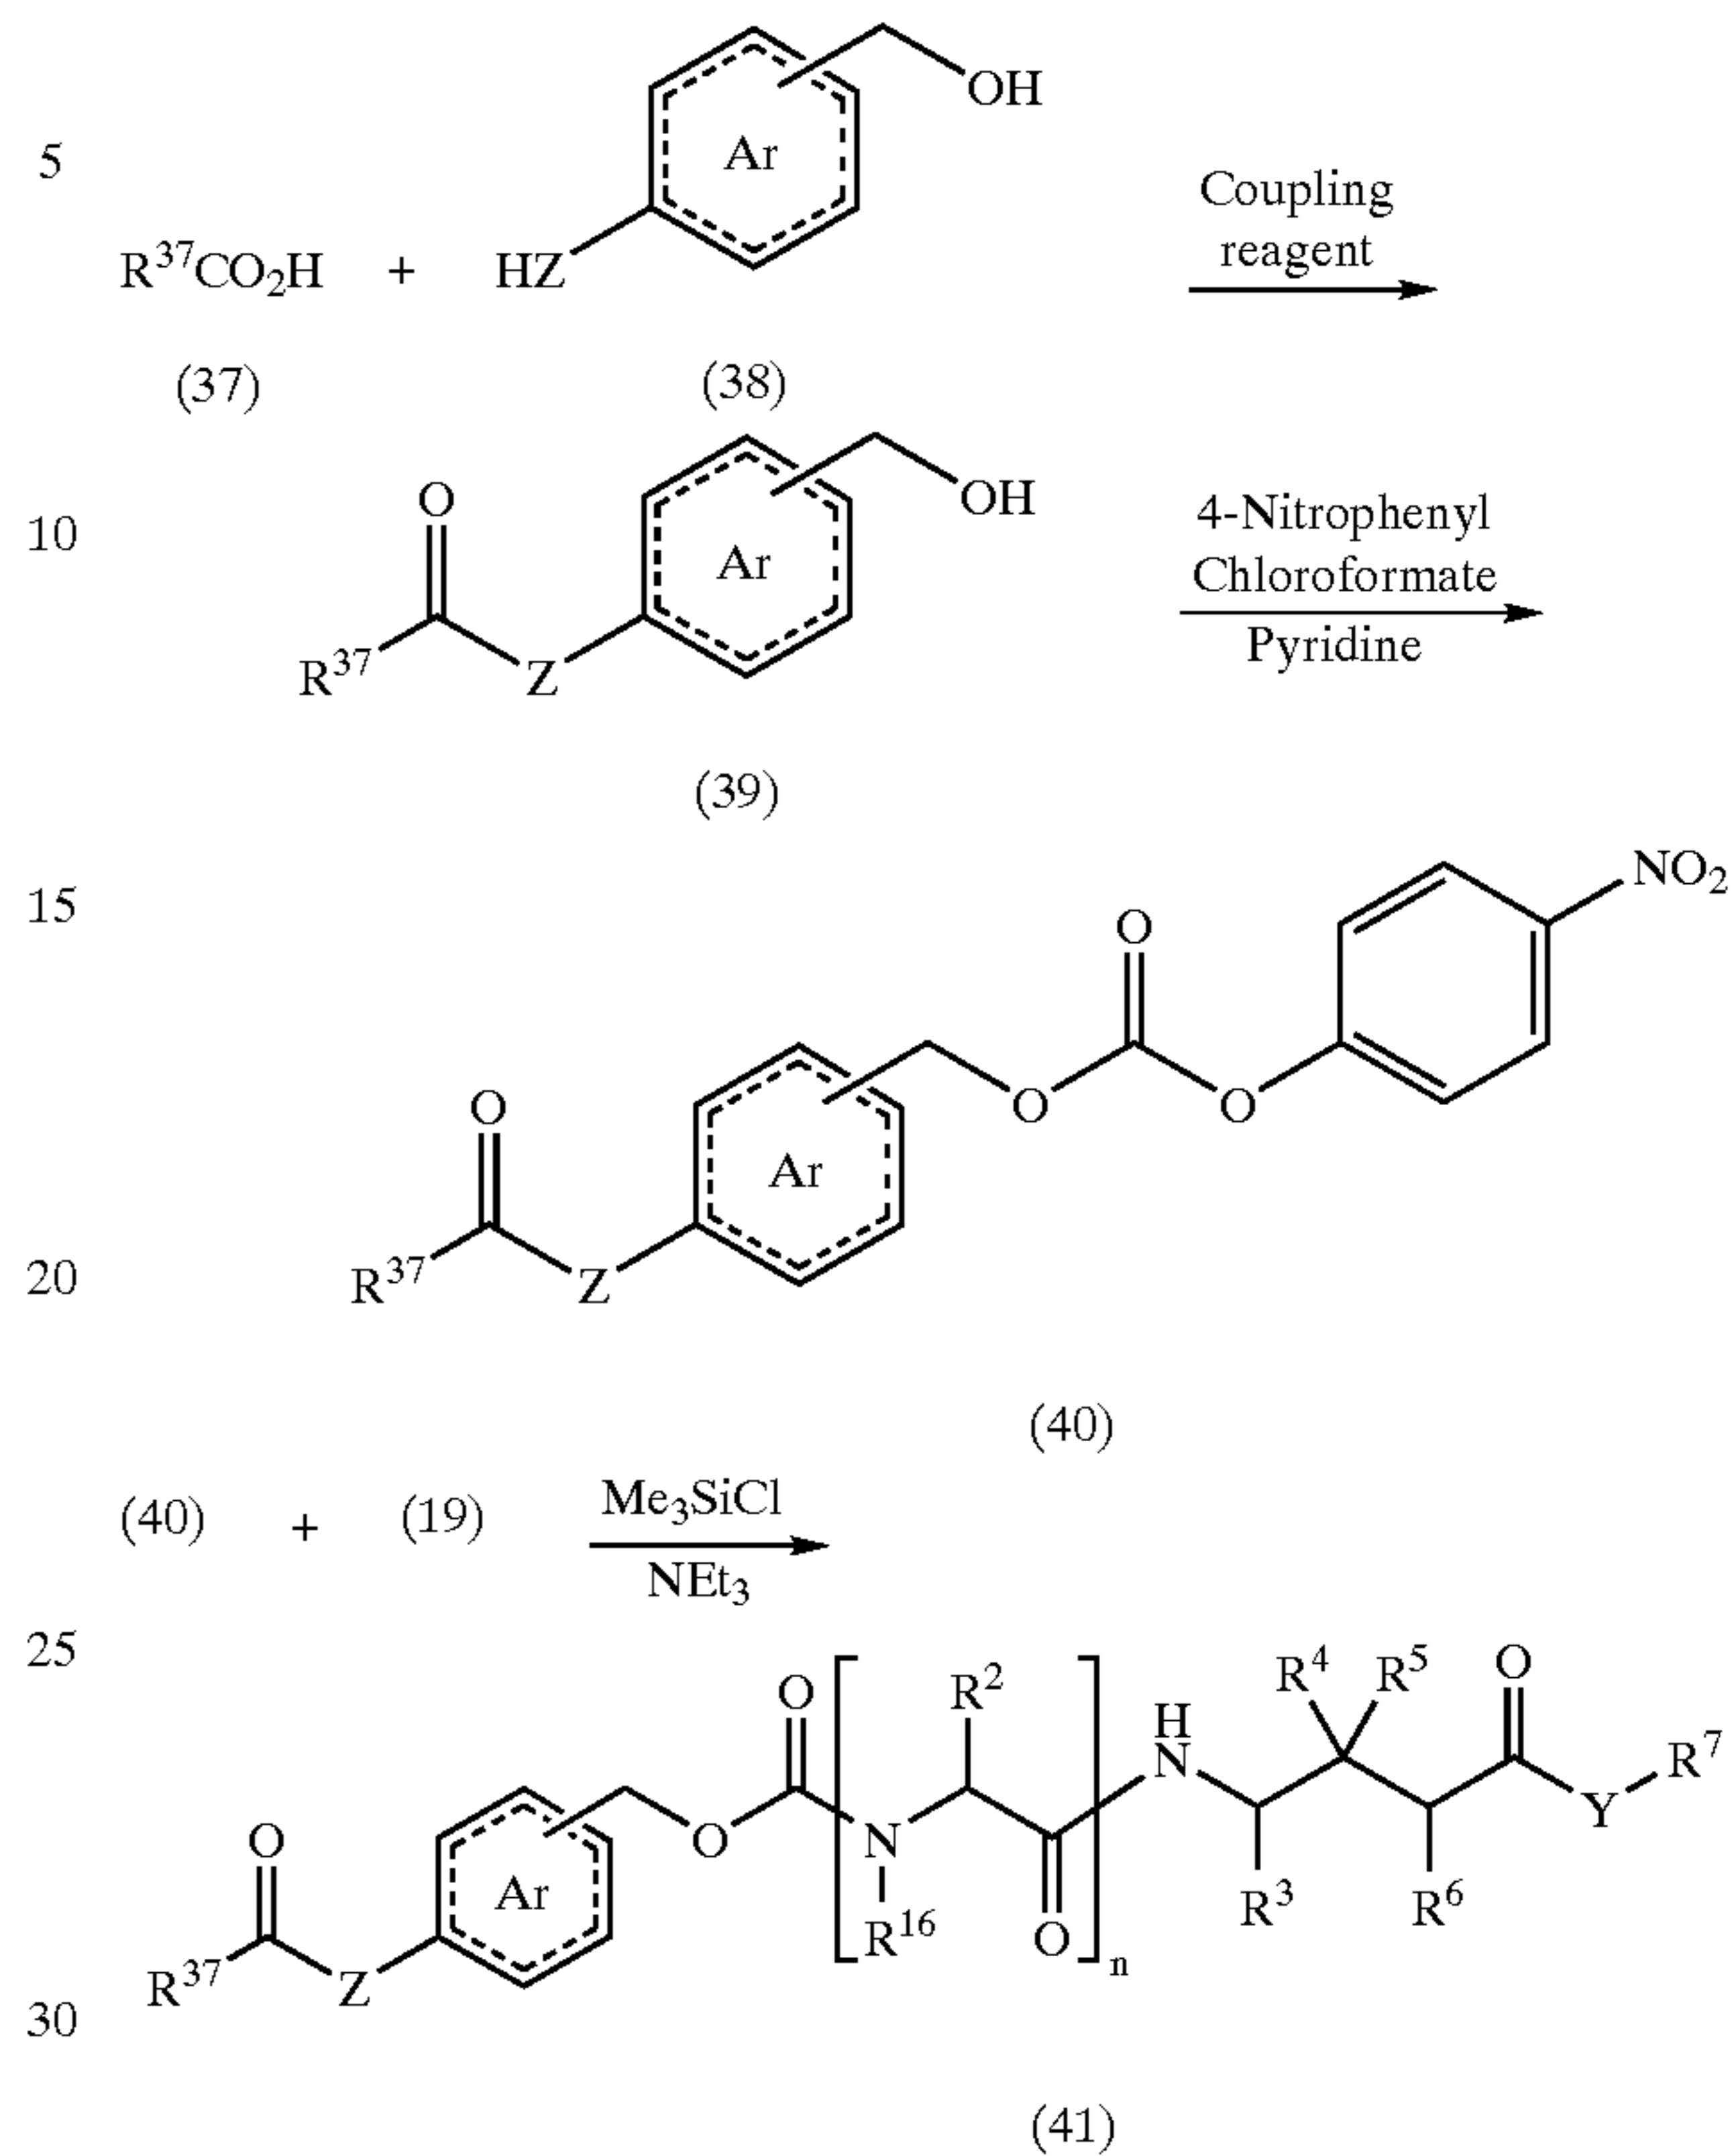 OH
5
Ar
Coupling
reagent
R³⁷CO₂H + HZ
(37) (38)
O OH
10
Ar
4-Nitrophenyl
Chloroformate
Pyridine
R³⁷ Z
(39)
NO₂
15
O
O O O
Ar
20
R³⁷ Z
(40)
(40) + (19)
Me₃SiCl
NEt₃
25
O R² R⁴ R⁵ O
H
N R⁷
O O N Y
Ar
R¹⁶ O R³ R⁶
n
R³⁷ Z
30
(41)